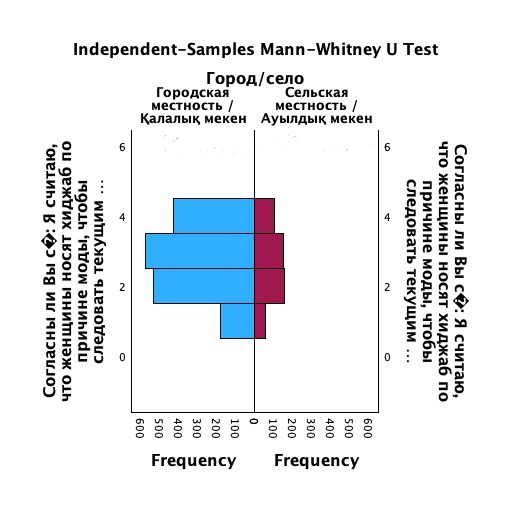 Independent-Samples Mann-Whitney U Test
Город/село
Городская
местность /
Қалалық мекен
Сельская
местность /
Ауылдық мекен
Согласны ли Вы с�: Я считаю,
что женщины носят хиджаб по
причине моды, чтобы
следовать текущим ...
6
4
2
0
6
4
2
0
Согласны ли Вы с�: Я считаю,
что женщины носят хиджаб по
причине моды, чтобы
следовать текущим ...
600 500 400 300 200 100 0 100 200 300 400 500 600
Frequency
Frequency